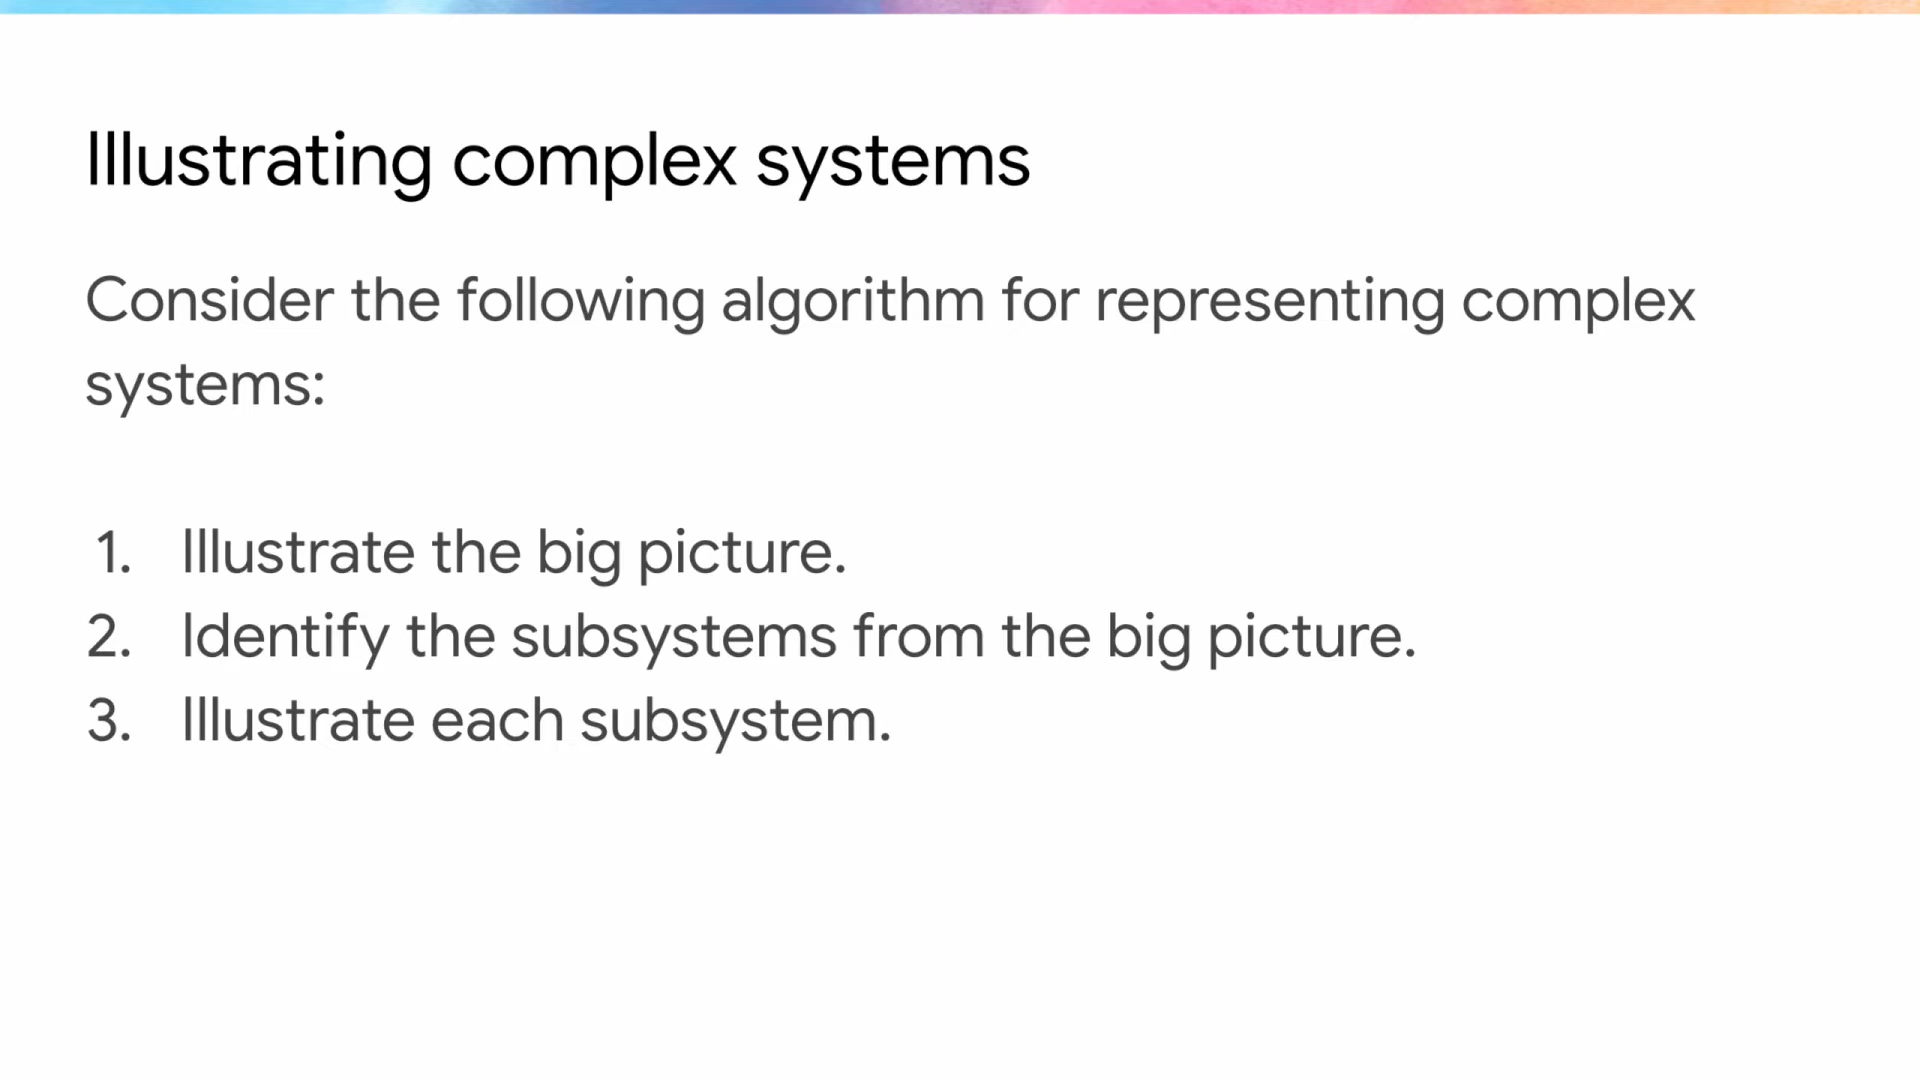 Illustrating complex systems
Consider the following algorithm for representing complex
systems:
1. Illustrate the big picture.
2. Identify the subsystems from the big picture.
3. Illustrate each subsystem.